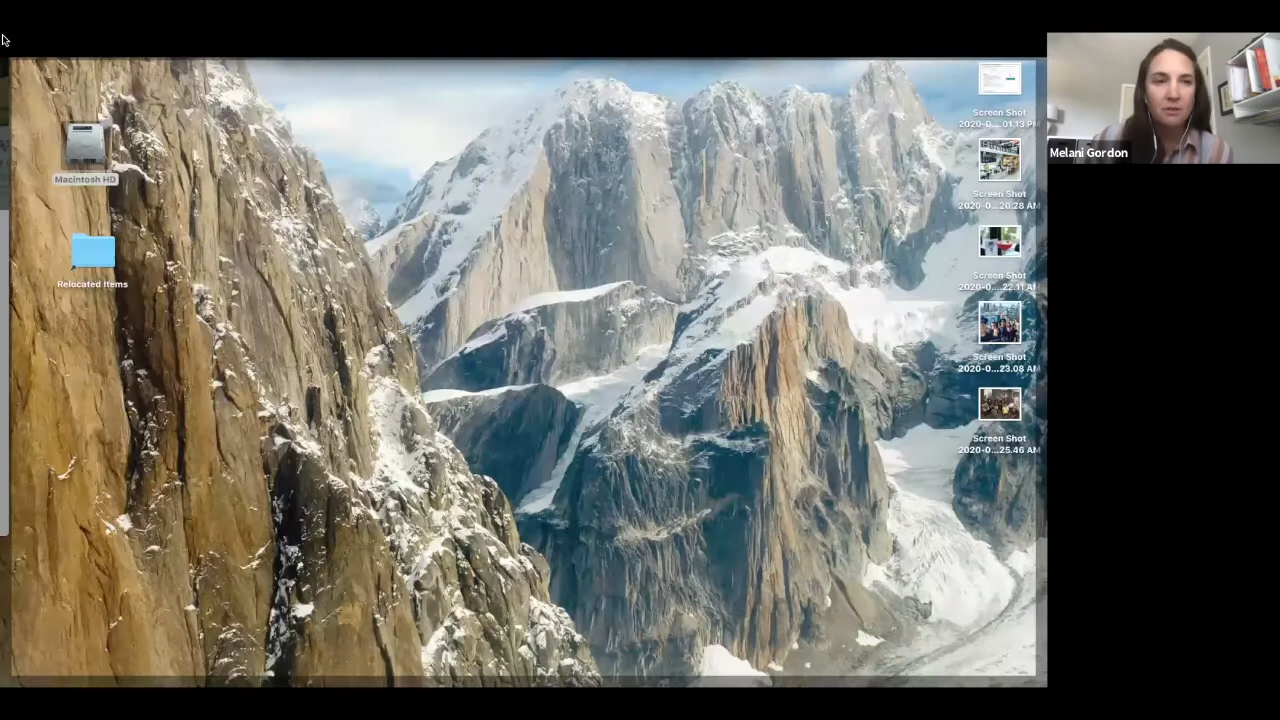 Macintosh HD
Relocated Items
Screen Shot
2020-0....01.13 PM
Screen Shot
2020-0...20.28 AM
Screen Shot
2020-0....22.11 AM
Screen Shot
2020-0...23.08 AM
Screen Shot
2020-0...25.46 AM
Melani Gordon